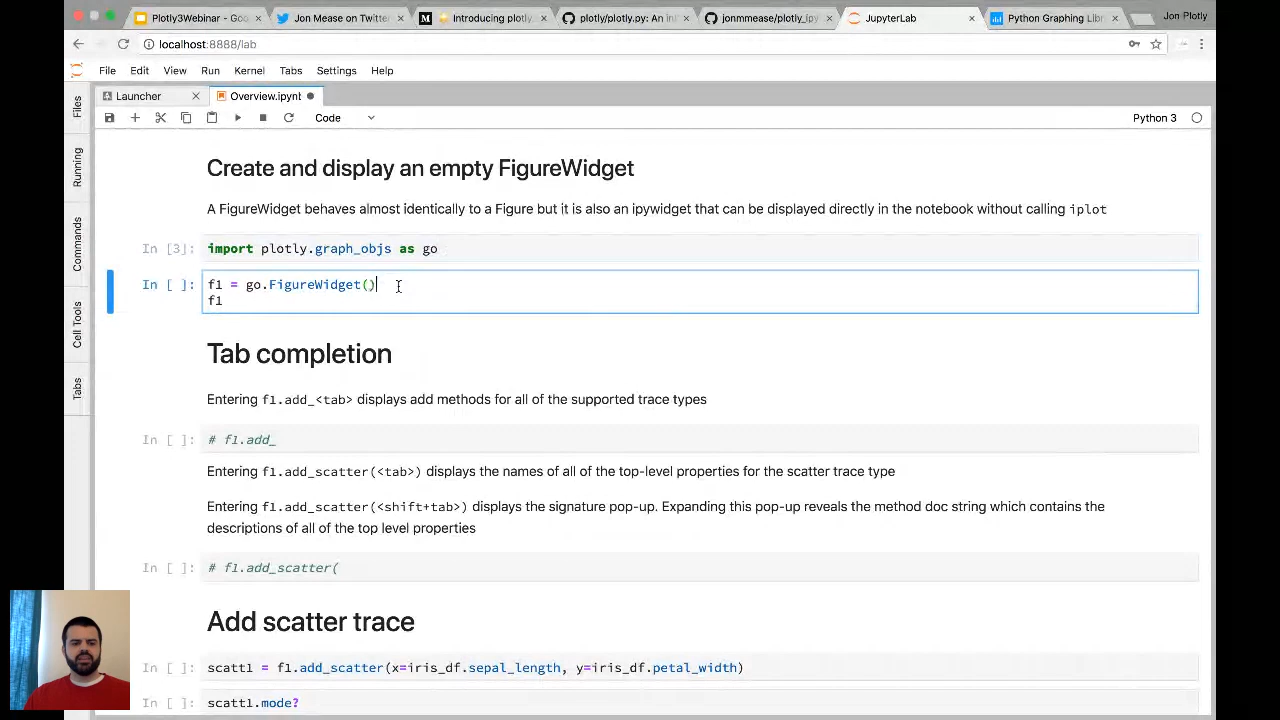 Plotly3Webinar - Goo
Jon Mease on Twitter
Introducing plotly.
plotly/plotly.py: An in
jonmmease/plotly_ipy
JupyterLab
Python Graphing Libr
Jon Plotly
localhost:8888/lab
File Edit View Run Kernel Tabs Settings Help
Files
Running
Commands
Cell Tools
Tabs
Launcher
Overview.ipynb
Code
Python 3
Create and display an empty FigureWidget
A FigureWidget behaves almost identically to a Figure but it is also an ipywidget that can be displayed directly in the notebook without calling iplot
In [3]: import plotly.graph_objs as go
In [ ]: f1 = go.FigureWidget()
f1
Tab completion
Entering f1.add_<tab> displays add methods for all of the supported trace types
In [ ]: # f1.add_
Entering f1.add_scatter(<tab>) displays the names of all of the top-level properties for the scatter trace type
Entering f1.add_scatter(<shift+tab>) displays the signature pop-up. Expanding this pop-up reveals the method doc string which contains the
descriptions of all of the top level properties
In [ ]: # f1.add_scatter(
Add scatter trace
In [ ]: scatt1 = f1.add_scatter(x=iris_df.sepal_length, y=iris_df.petal_width)
In [ ]: scatt1.mode?